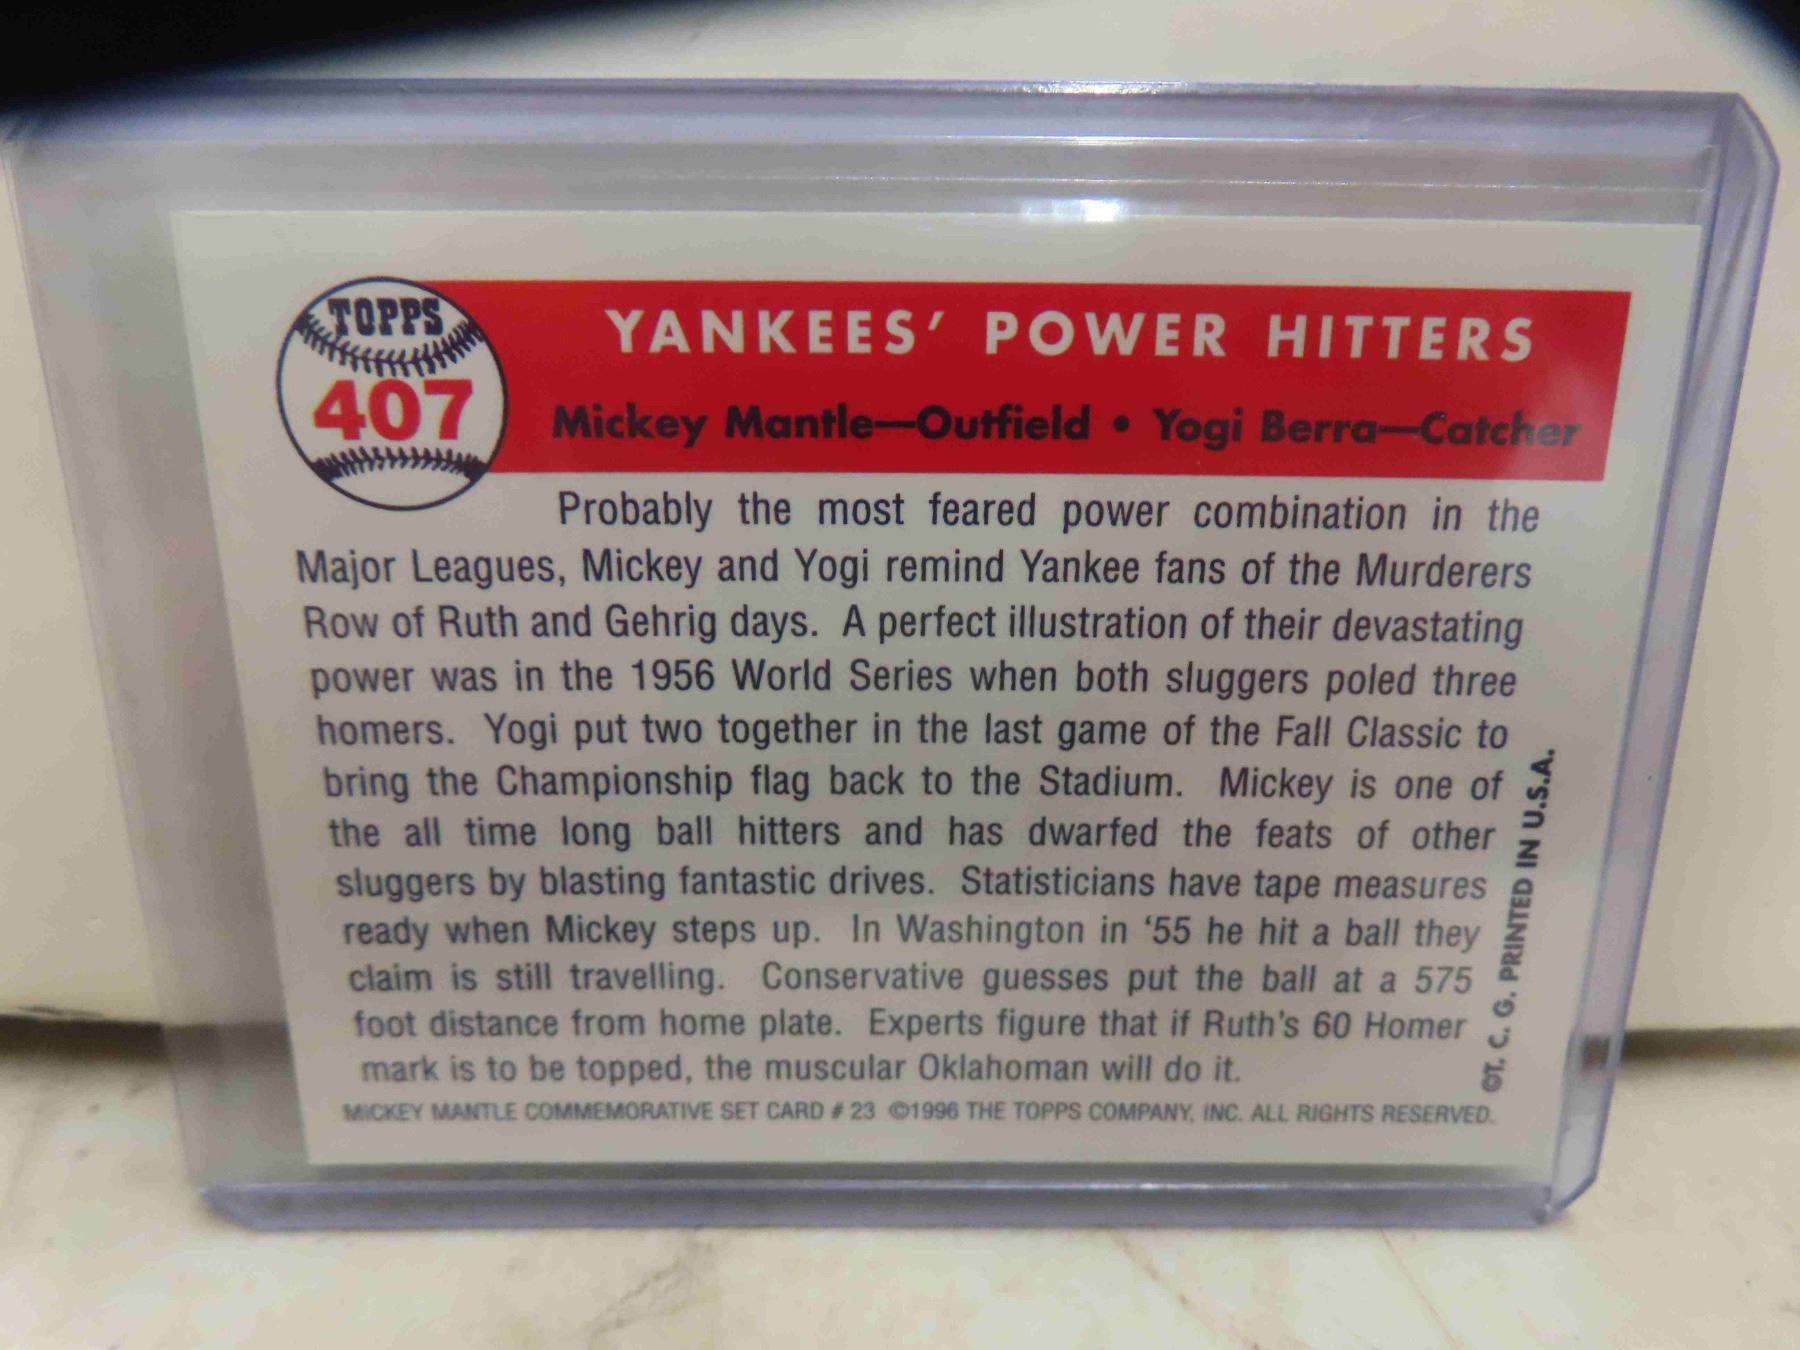 TOPPS
407
YANKEES' POWER HITTERS
Mickey Mantle—Outfield • Yogi Berra—Catcher
Probably the most feared power combination in the
Major Leagues, Mickey and Yogi remind Yankee fans of the Murderers
Row of Ruth and Gehrig days. A perfect illustration of their devastating
power was in the 1956 World Series when both sluggers poled three
homers. Yogi put two together in the last game of the Fall Classic to
bring the Championship flag back to the Stadium. Mickey is one of
the all time long ball hitters and has dwarfed the feats of other
sluggers by blasting fantastic drives. Statisticians have tape measures
ready when Mickey steps up. In Washington in '55 he hit a ball they
claim is still travelling. Conservative guesses put the ball at a 575
foot distance from home plate. Experts figure that if Ruth's 60 Homer
mark is to be topped, the muscular Oklahoman will do it.
MICKEY MANTLE COMMEMORATIVE SET CARD # 23 ©1996 THE TOPPS COMPANY, INC. ALL RIGHTS RESERVED.
©T. C. G. PRINTED IN U.S.A.